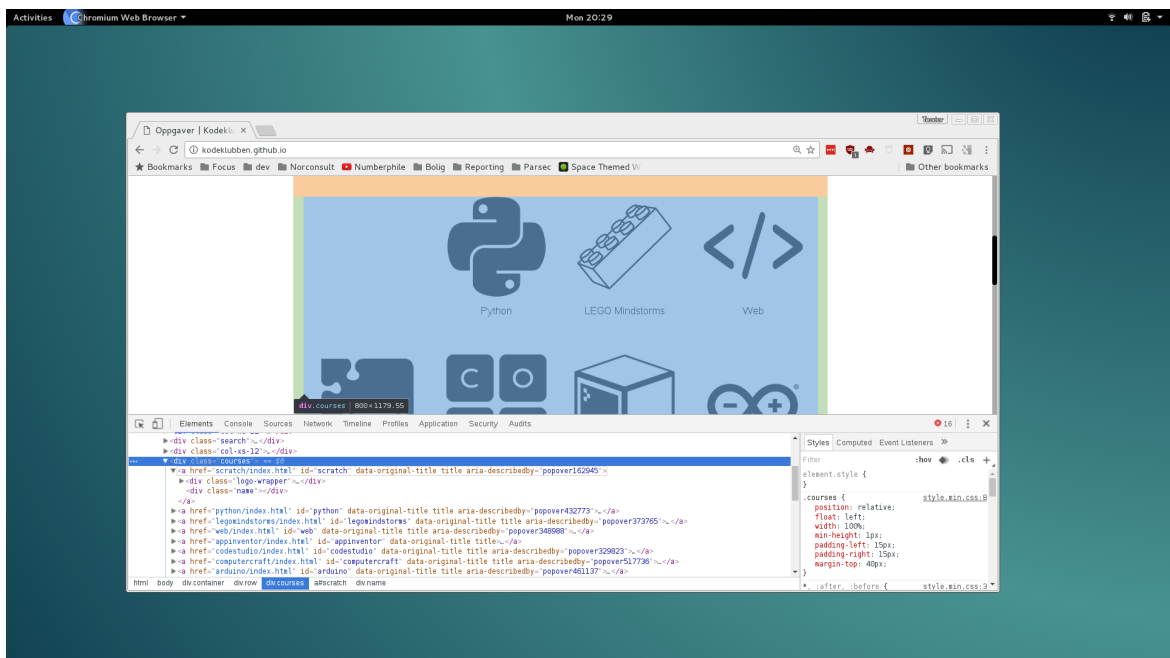 Activities Chromium Web Browser Mon 20:29
Oppgaver | Kodeklu
kodeklubben.github.io
Bookmarks Focus dev Norconsult Numberphile Bolig Reporting Parsec Space Themed W Other bookmarks
Python LEGO Mindstorms Web
C O
div.courses 800×1179.55
Elements Console Sources Network Timeline Profiles Application Security Audits 16
<div class="search">…</div>
<div class="col-xs-12">…</div>
<div class="courses"> == $0
<a href="scratch/index.html" id="scratch" data-original-title title aria-describedby="popover162945">
<div class="logo-wrapper">…</div>
<div class="name"></div>
</a>
<a href="python/index.html" id="python" data-original-title title aria-describedby="popover432773">…</a>
<a href="legomindstorms/index.html" id="legomindstorms" data-original-title title aria-describedby="popover373765">…</a>
<a href="web/index.html" id="web" data-original-title title aria-describedby="popover348988">…</a>
<a href="appinventor/index.html" id="appinventor" data-original-title title>…</a>
<a href="codestudio/index.html" id="codestudio" data-original-title title aria-describedby="popover329823">…</a>
<a href="computercraft/index.html" id="computercraft" data-original-title title aria-describedby="popover517736">…</a>
<a href="arduino/index.html" id="arduino" data-original-title title aria-describedby="popover461137">…</a>
html body div.container div.row div.courses a#scratch div.name
Styles Computed Event Listeners »
Filter :hov .cls +
element.style {
}
.courses { style.min.css:8
position: relative;
float: left;
width: 100%;
min-height: 1px;
padding-left: 15px;
padding-right: 15px;
margin-top: 40px;
}
*, :after, :before { style.min.css:3